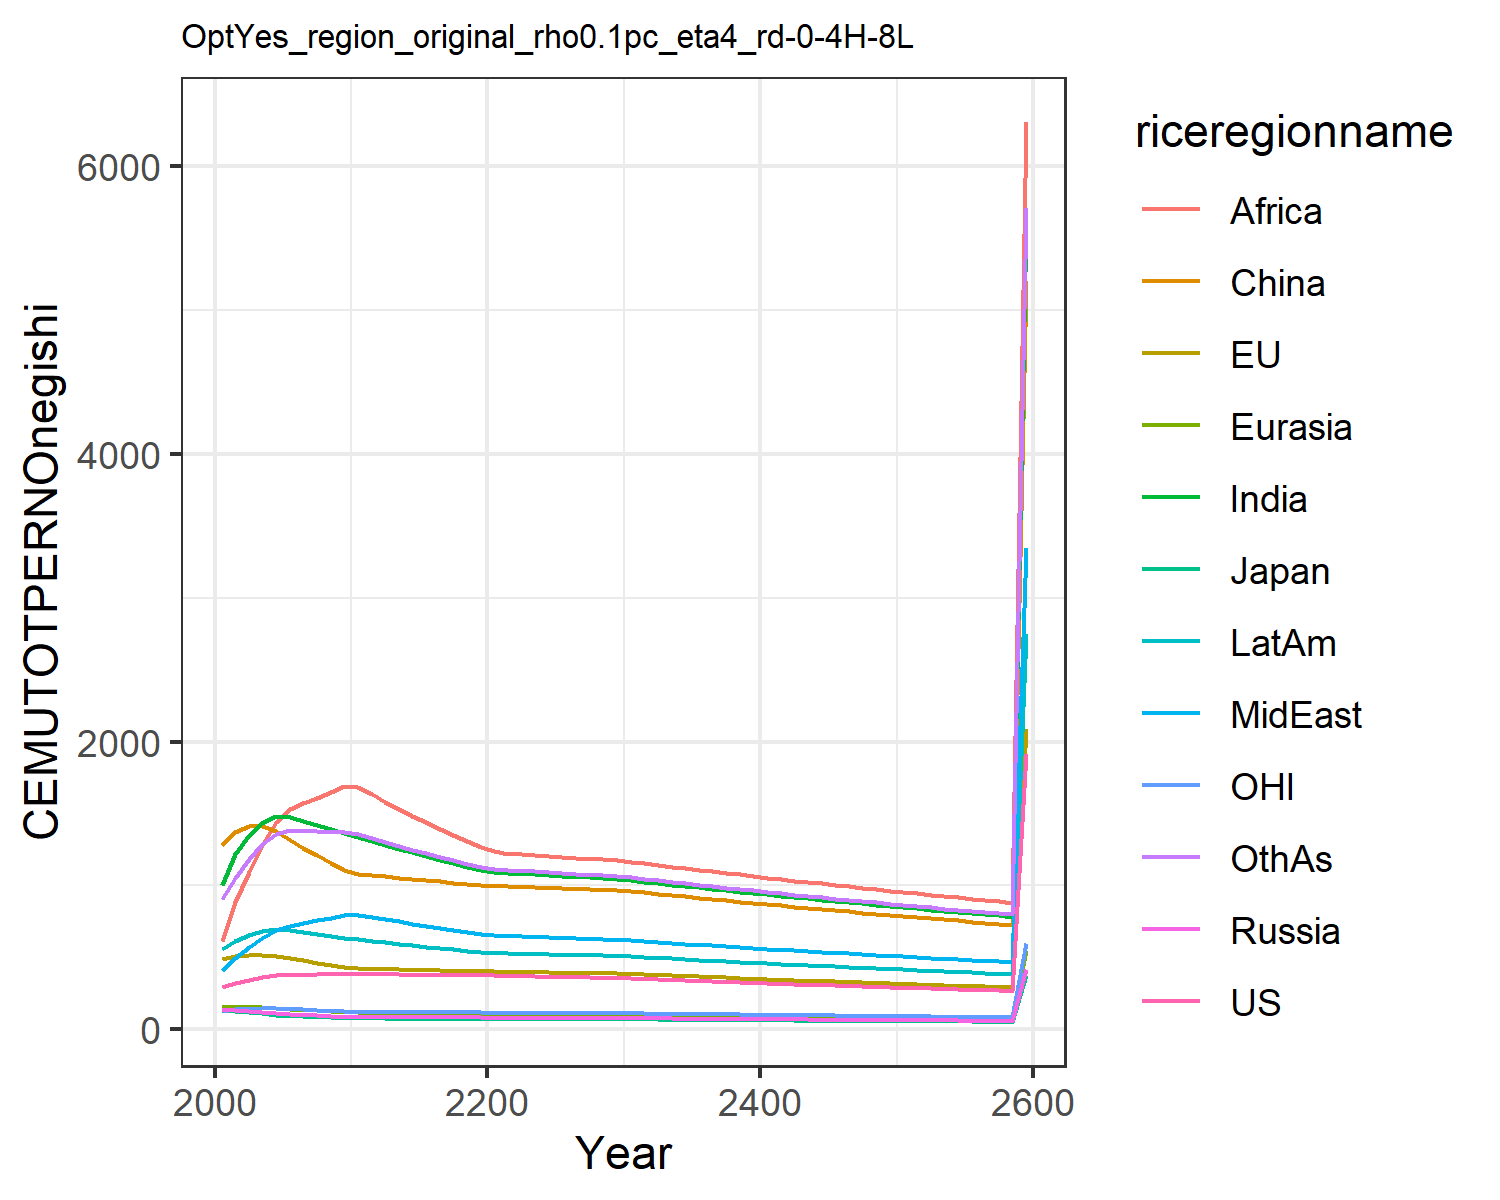 OptYes_region_original_rho0.1pc_eta4_rd-0-4H-8L
CEMUTOTPERNOnegishi
6000
4000
2000
0
2000 2200 2400 2600
Year
riceregionname
Africa
China
EU
Eurasia
India
Japan
LatAm
MidEast
OHI
OthAs
Russia
US